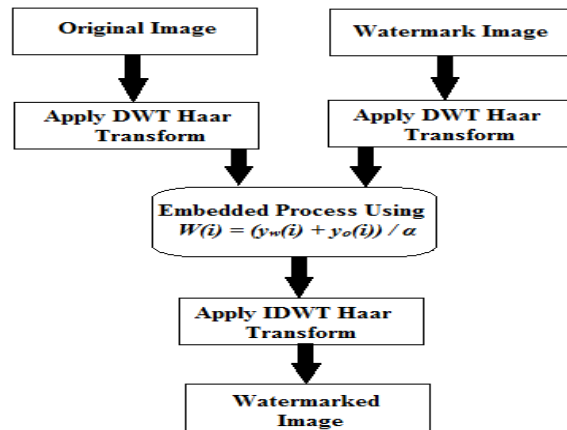 Original Image
Watermark Image
Apply DWT Haar
Transform
Apply DWT Haar
Transform
Embedded Process Using
W(i) = (yw(i) + yo(i)) / α
Apply IDWT Haar
Transform
Watermarked
Image